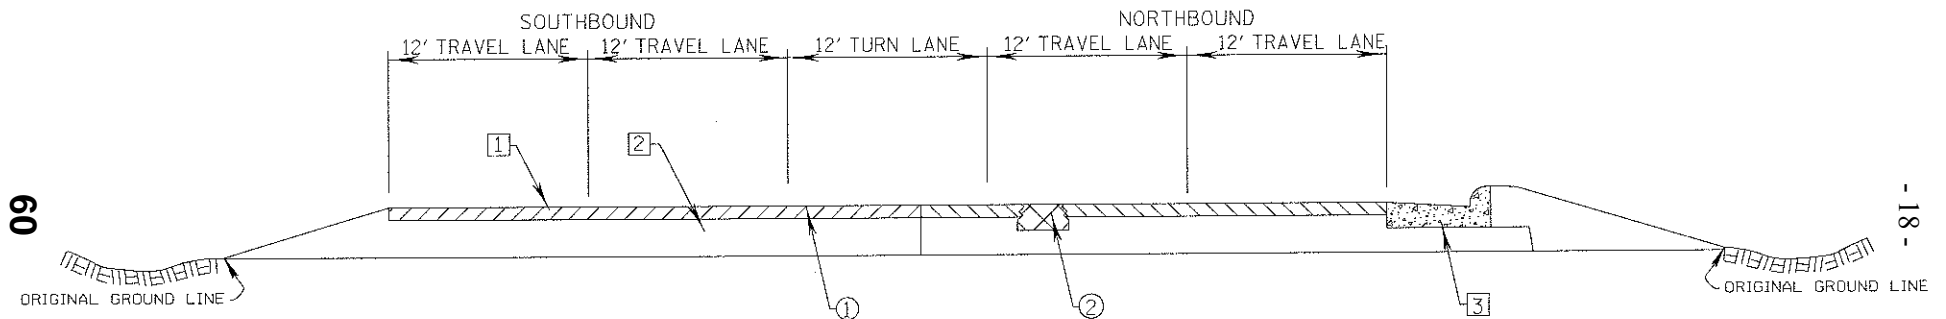 SOUTHBOUND
NORTHBOUND
12' TRAVEL LANE
12' TRAVEL LANE
12' TURN LANE
12' TRAVEL LANE
12' TRAVEL LANE
1
2
60
- 18 -
ORIGINAL GROUND LINE
1
2
3
ORIGINAL GROUND LINE